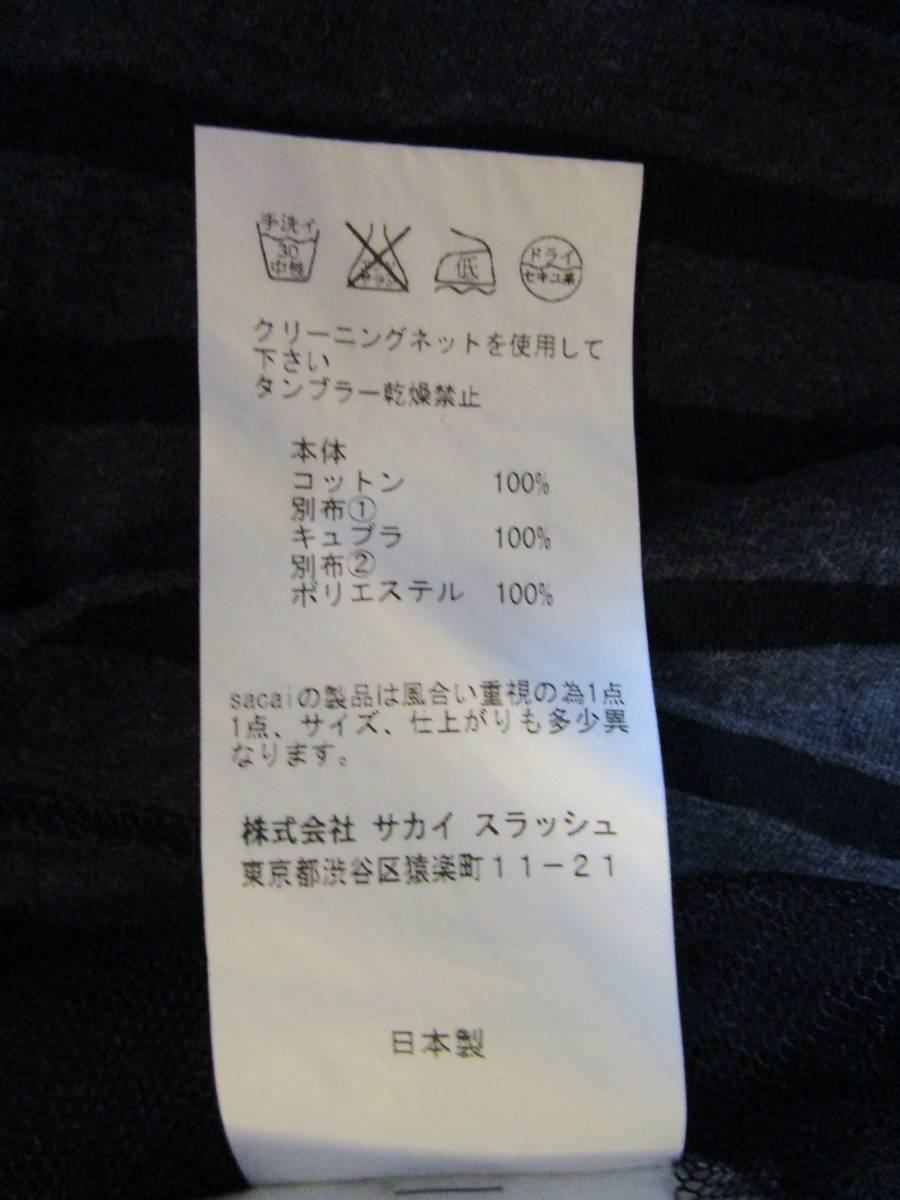 手洗イ
30
中性
低
ドライ
セキユ系
クリーニングネットを使用して
下さい
タンブラー乾燥禁止
本体
コットン 100%
別布①
キュプラ 100%
別布②
ポリエステル 100%
sacaiの製品は風合い重視の為1点
1点、サイズ、仕上がりも多少異
なります。
株式会社 サカイ スラッシュ
東京都渋谷区猿楽町11-21
日本製